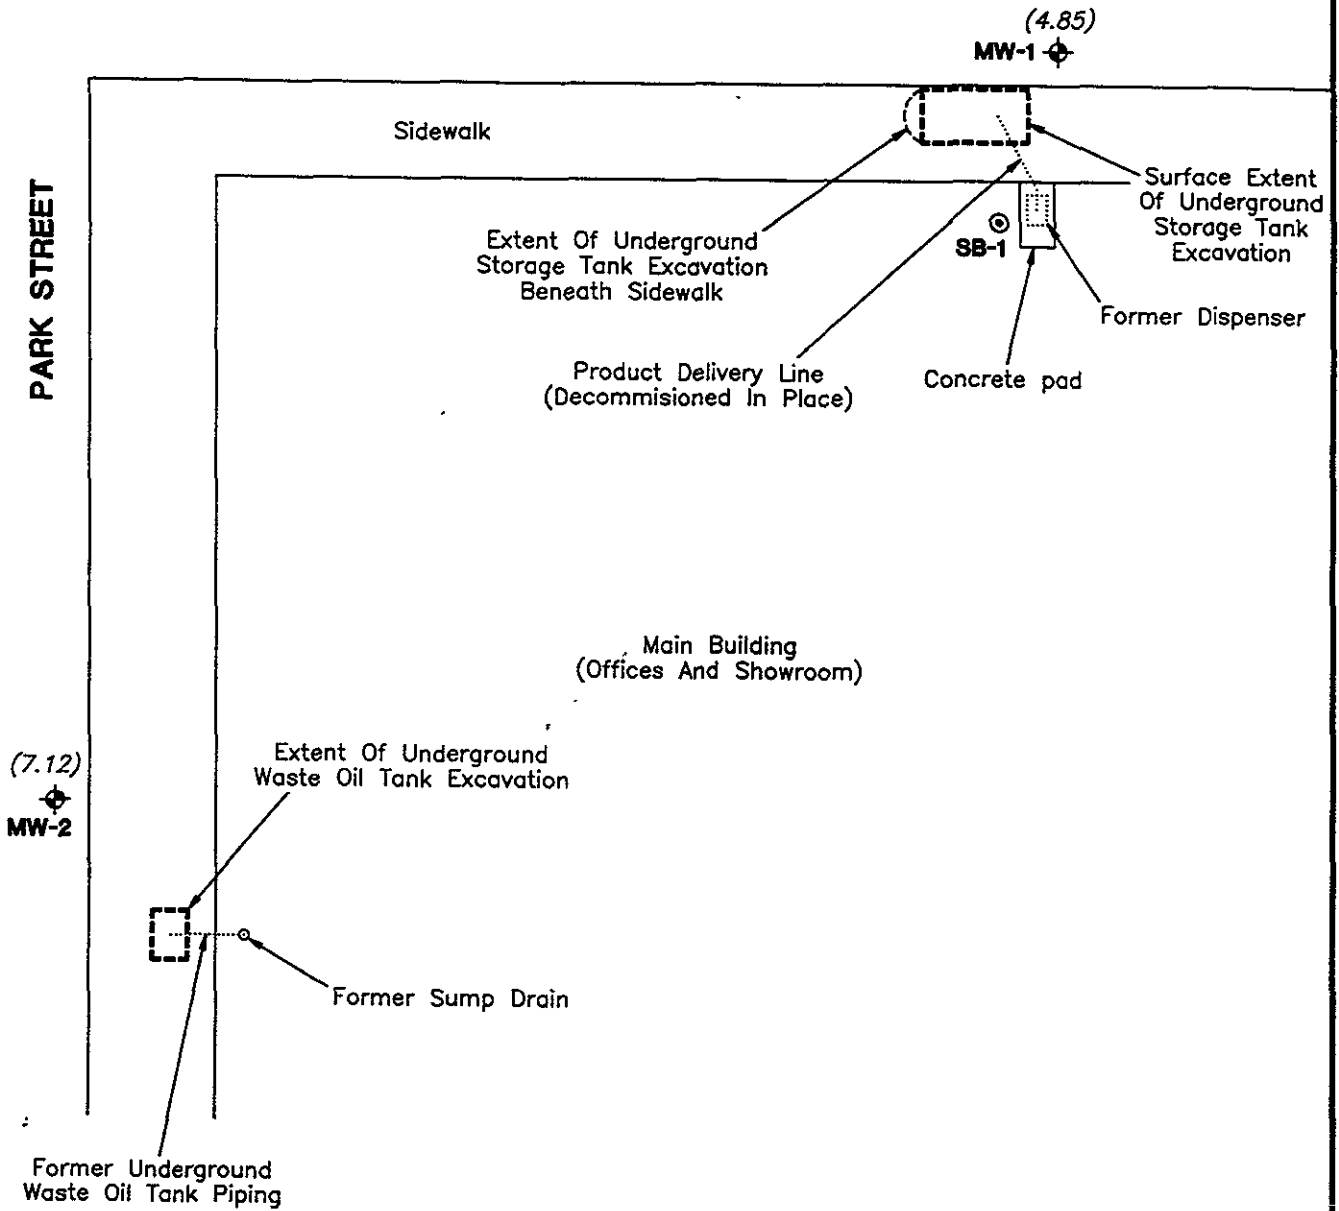 (4.85)
MW-1
Sidewalk
PARK STREET
Surface Extent
Of Underground
Storage Tank
Excavation
Extent Of Underground
Storage Tank Excavation
Beneath Sidewalk
SB-1
Former Dispenser
Product Delivery Line
(Decommisioned In Place)
Concrete pad
Main Building
(Offices And Showroom)
(7.12)
MW-2
Extent Of Underground
Waste Oil Tank Excavation
Former Sump Drain
Former Underground
Waste Oil Tank Piping